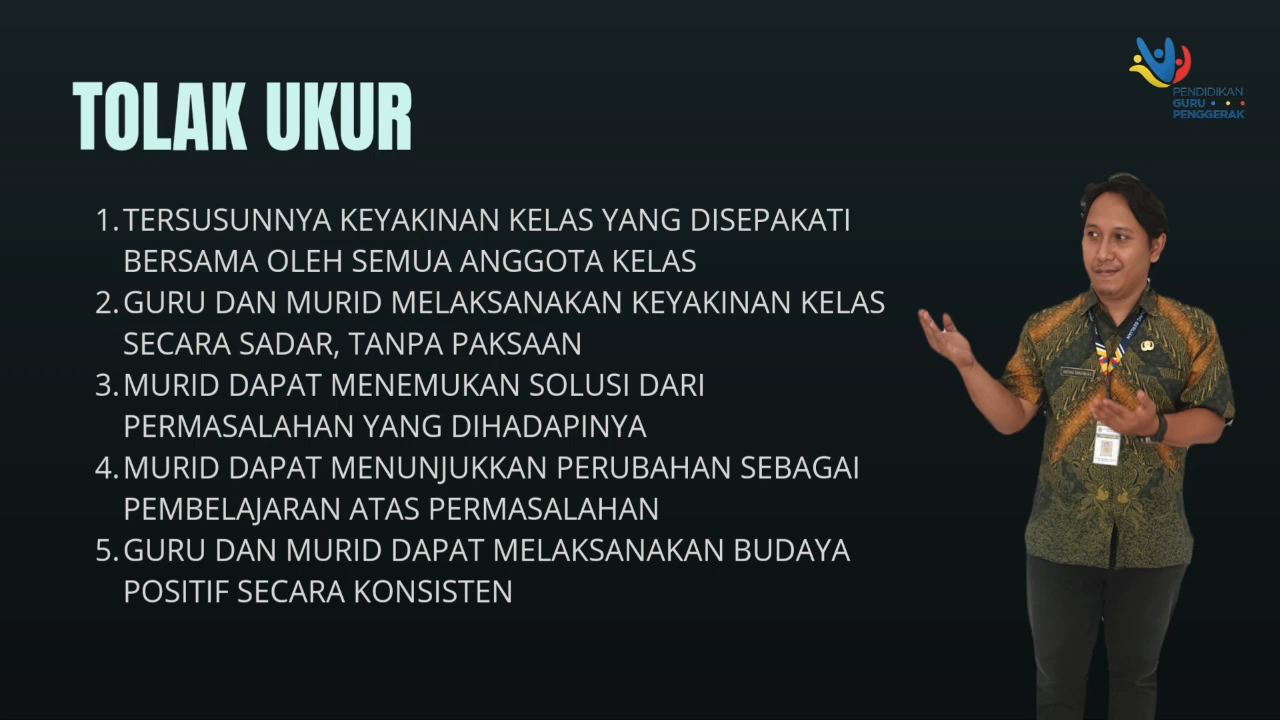 TOLAK UKUR
PENDIDIKAN
GURU
PENGGERAK
1. TERSUSUNNYA KEYAKINAN KELAS YANG DISEPAKATI
BERSAMA OLEH SEMUA ANGGOTA KELAS
2. GURU DAN MURID MELAKSANAKAN KEYAKINAN KELAS
SECARA SADAR, TANPA PAKSAAN
3. MURID DAPAT MENEMUKAN SOLUSI DARI
PERMASALAHAN YANG DIHADAPINYA
4. MURID DAPAT MENUNJUKKAN PERUBAHAN SEBAGAI
PEMBELAJARAN ATAS PERMASALAHAN
5. GURU DAN MURID DAPAT MELAKSANAKAN BUDAYA
POSITIF SECARA KONSISTEN